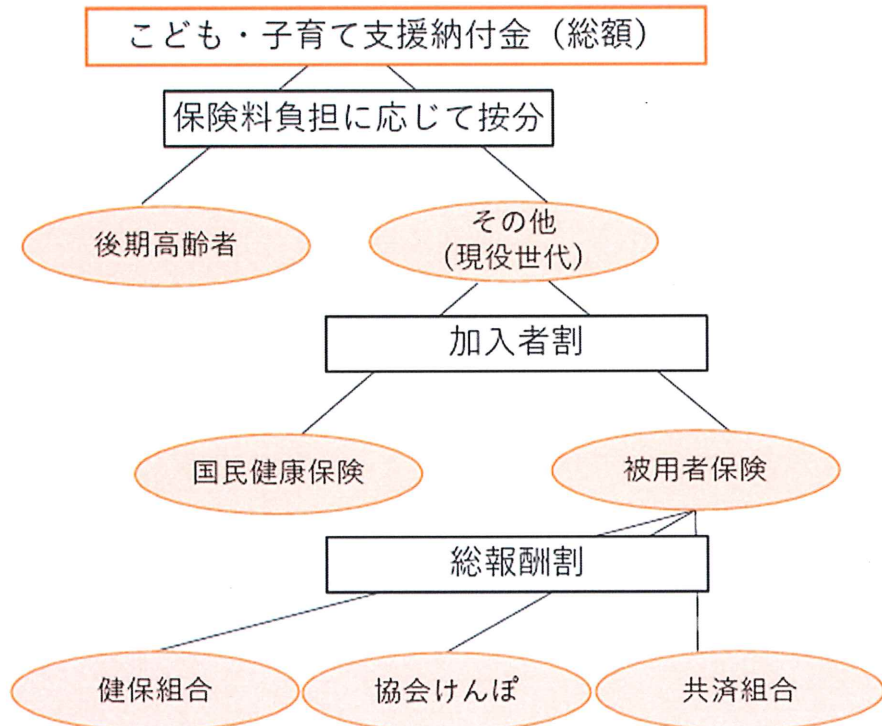 こども・子育て支援納付金（総額）
保険料負担に応じて按分
後期高齢者
その他
（現役世代）
加入者割
国民健康保険
被用者保険
総報酬割
健保組合
協会けんぽ
共済組合